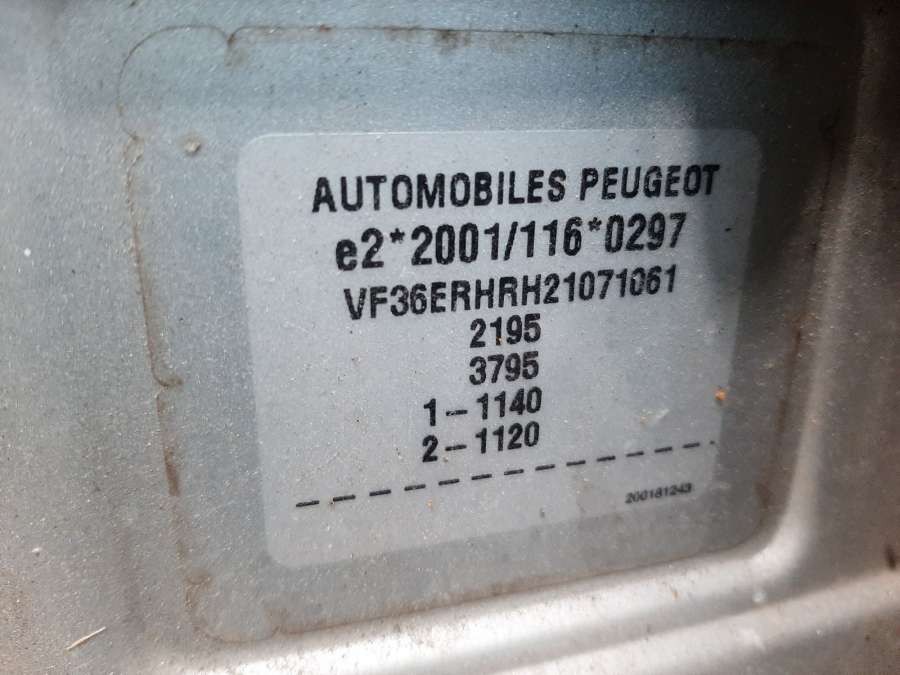 AUTOMOBILES PEUGEOT
e2*2001/116*0297
VF36ERHRH21071061
2195
3795
1-1140
2-1120
200181243